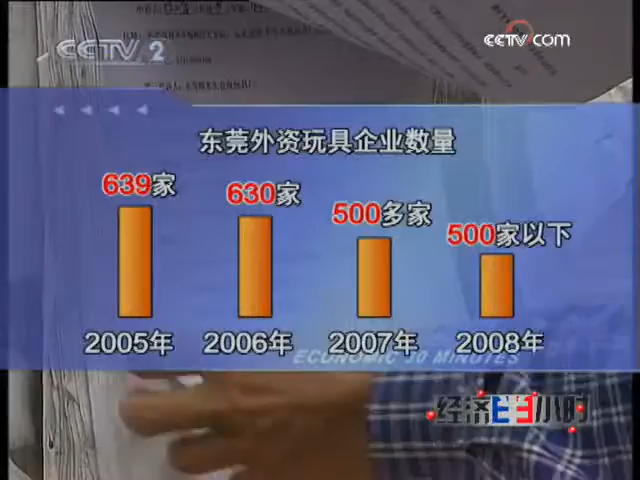 CCTV 2
CCTV.com
东莞外资玩具企业数量
639家
630家
500多家
500家以下
2005年
2006年
2007年
2008年
ECONOMIC 30 MINUTES
经济半小时